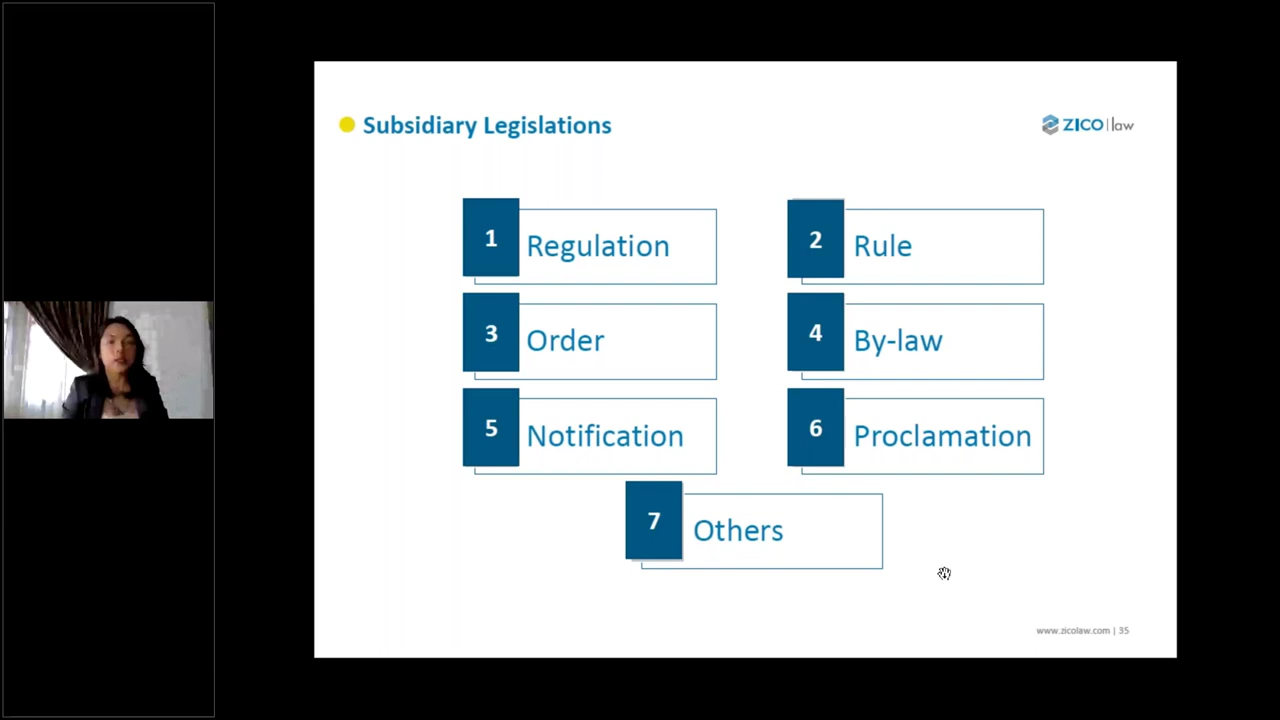 Subsidiary Legislations
ZICO law
1 Regulation
2 Rule
3 Order
4 By-law
5 Notification
6 Proclamation
7 Others
www.zicolaw.com | 35